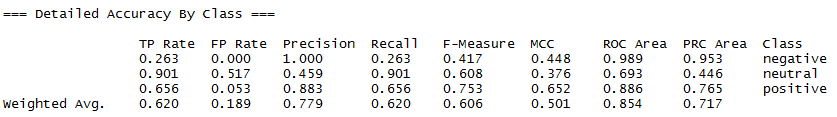 === Detailed Accuracy By Class ===
TP Rate FP Rate Precision Recall F-Measure MCC ROC Area PRC Area Class
0.263 0.000 1.000 0.263 0.417 0.448 0.989 0.953 negative
0.901 0.517 0.459 0.901 0.608 0.376 0.693 0.446 neutral
0.656 0.053 0.883 0.656 0.753 0.652 0.886 0.765 positive
Weighted Avg. 0.620 0.189 0.779 0.620 0.606 0.501 0.854 0.717